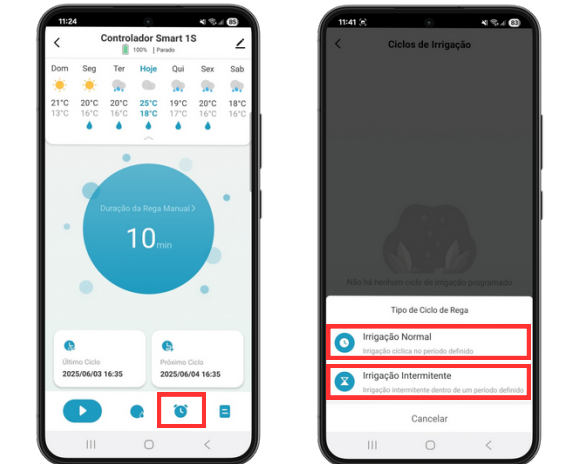 11:24
85
Controlador Smart 1S
100% | Parado
Dom Seg Ter Hoje Qui Sex Sab
21°C 20°C 20°C 25°C 19°C 20°C 18°C
13°C 16°C 16°C 18°C 17°C 16°C 16°C
Duração da Rega Manual >
10 min
Último Ciclo
2025/06/03 16:35
Próximo Ciclo
2025/06/04 16:35
11:41
83
Ciclos de Irrigação
Não há nenhum ciclo de irrigação programado
Tipo de Ciclo de Rega
Irrigação Normal
Irrigação cíclica no período definido
Irrigação Intermitente
Irrigação intermitente dentro de um período definido
Cancelar